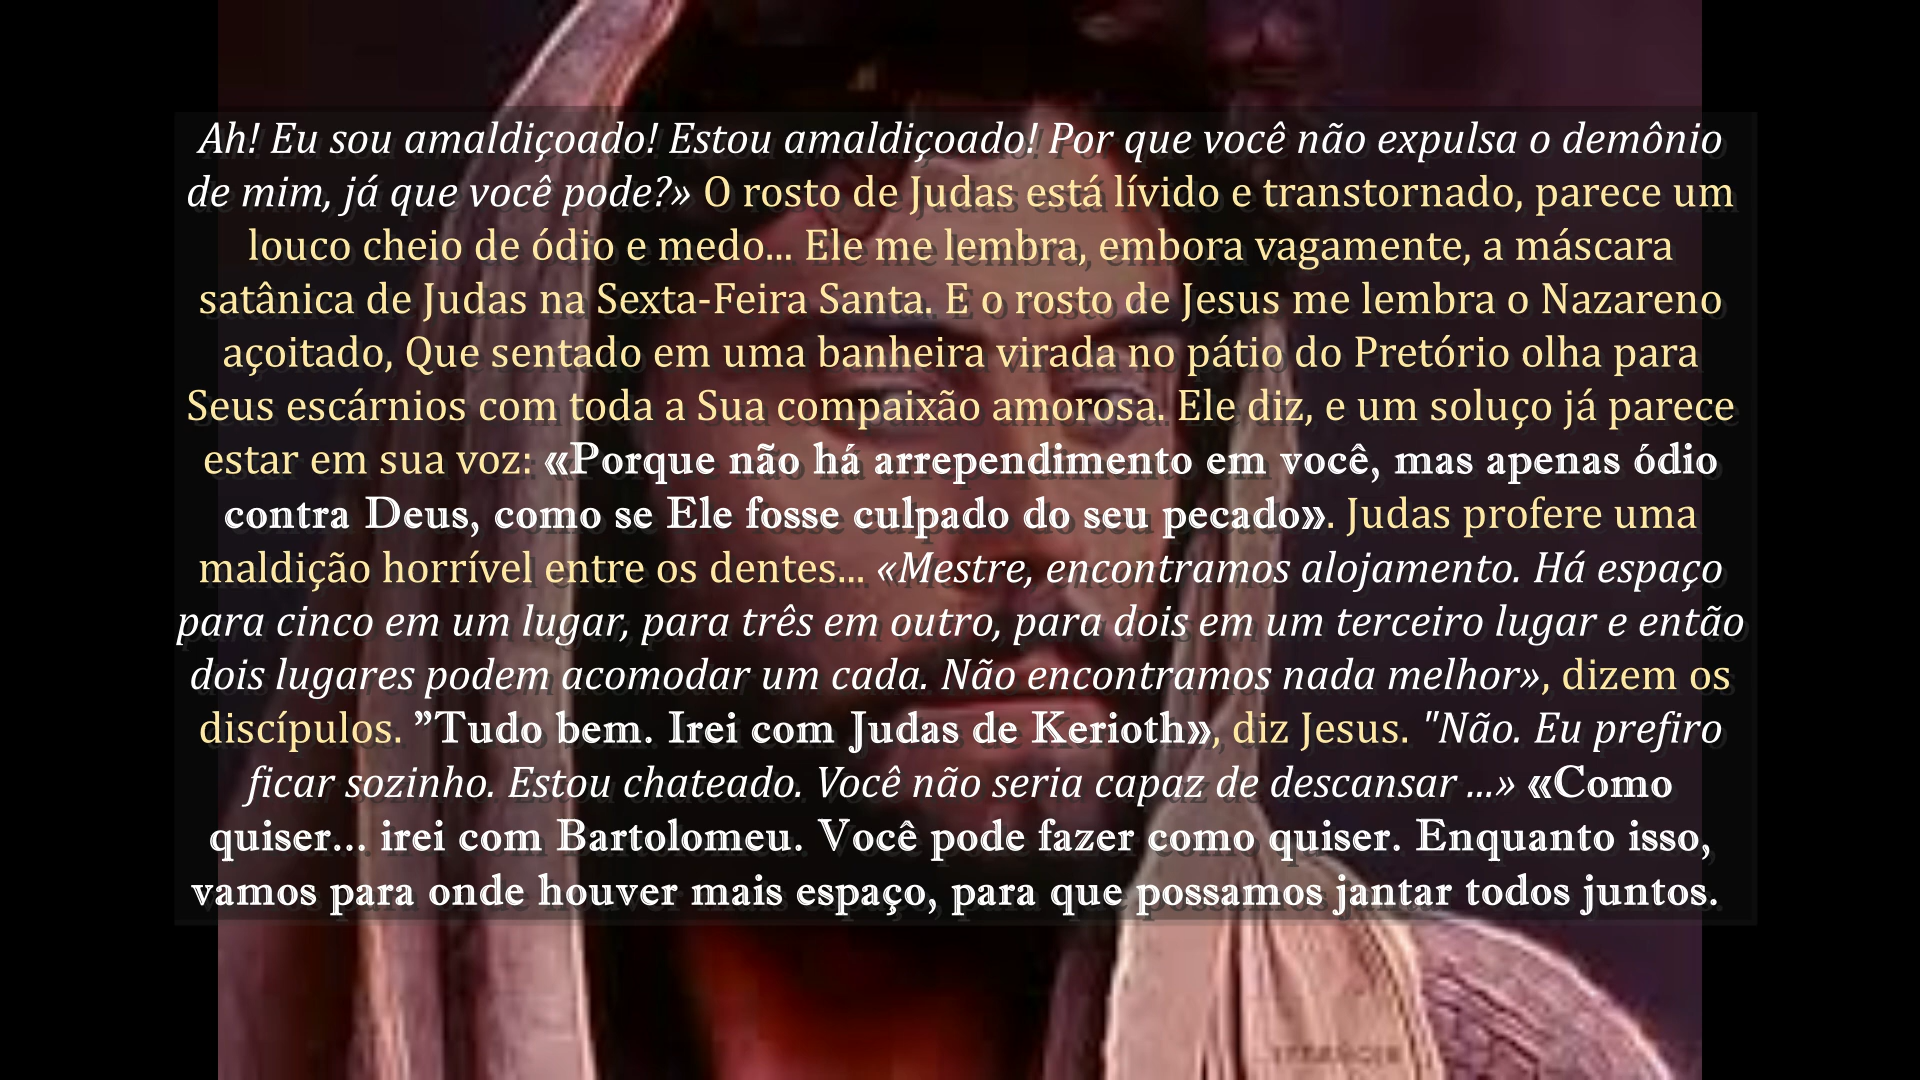 Ah! Eu sou amaldiçoado! Estou amaldiçoado! Por que você não expulsa o demônio
de mim, já que você pode?» O rosto de Judas está lívido e transtornado, parece um
louco cheio de ódio e medo... Ele me lembra, embora vagamente, a máscara
satânica de Judas na Sexta-Feira Santa. E o rosto de Jesus me lembra o Nazareno
açoitado, Que sentado em uma banheira virada no pátio do Pretório olha para
Seus escárnios com toda a Sua compaixão amorosa. Ele diz, e um soluço já parece
estar em sua voz: «Porque não há arrependimento em você, mas apenas ódio
contra Deus, como se Ele fosse culpado do seu pecado». Judas profere uma
maldição horrível entre os dentes... «Mestre, encontramos alojamento. Há espaço
para cinco em um lugar, para três em outro, para dois em um terceiro lugar e então
dois lugares podem acomodar um cada. Não encontramos nada melhor», dizem os
discípulos. ”Tudo bem. Irei com Judas de Kerioth», diz Jesus. "Não. Eu prefiro
ficar sozinho. Estou chateado. Você não seria capaz de descansar ...» «Como
quiser... irei com Bartolomeu. Você pode fazer como quiser. Enquanto isso,
vamos para onde houver mais espaço, para que possamos jantar todos juntos.